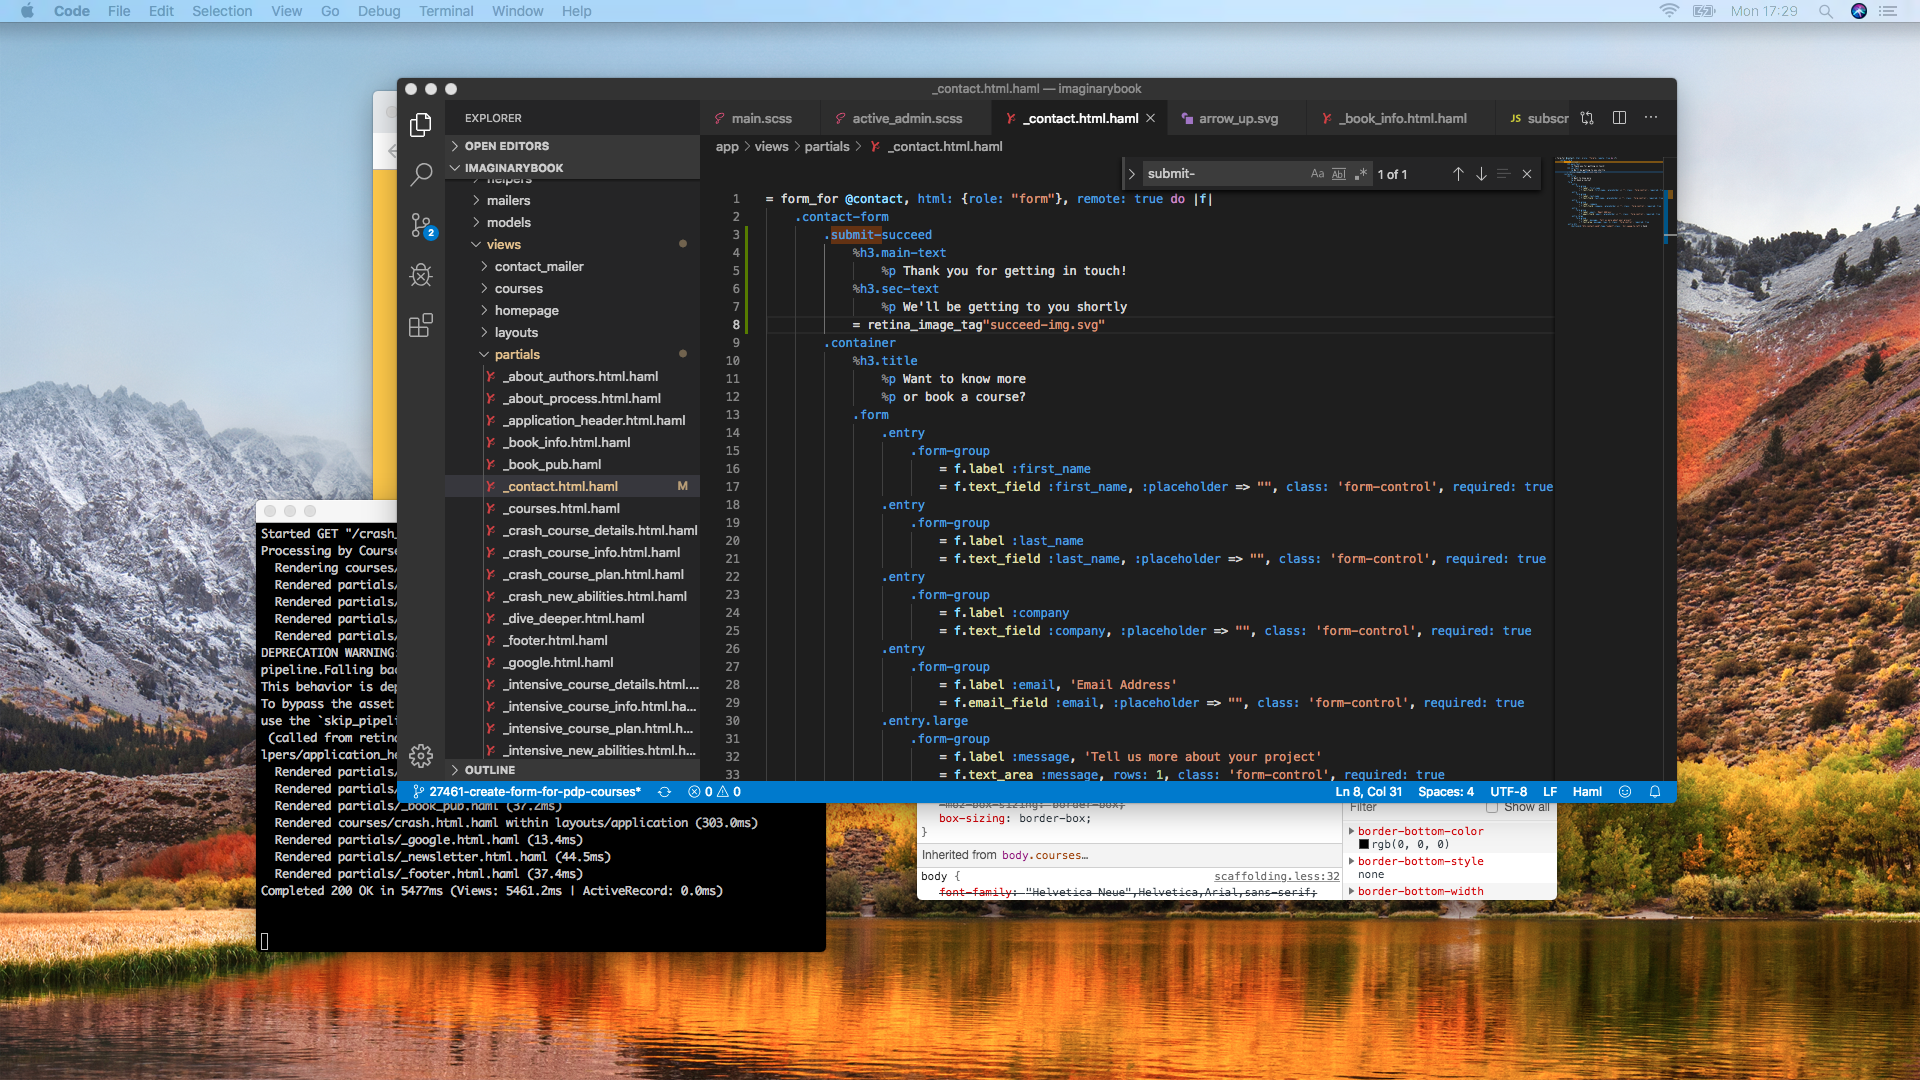 Code File Edit Selection View Go Debug Terminal Window Help
Mon 17:29
_contact.html.haml — imaginarybook
EXPLORER
OPEN EDITORS
IMAGINARYBOOK
helpers
mailers
models
views
contact_mailer
courses
homepage
layouts
partials
_about_authors.html.haml
_about_process.html.haml
_application_header.html.haml
_book_info.html.haml
_book_pub.haml
_contact.html.haml M
_courses.html.haml
_crash_course_details.html.haml
_crash_course_info.html.haml
_crash_course_plan.html.haml
_crash_new_abilities.html.haml
_dive_deeper.html.haml
_footer.html.haml
_google.html.haml
_intensive_course_details.html....
_intensive_course_info.html.ha...
_intensive_course_plan.html.h...
_intensive_new_abilities.html.h...
OUTLINE
2
main.scss
active_admin.scss
_contact.html.haml
arrow_up.svg
_book_info.html.haml
JS subscr
app > views > partials > _contact.html.haml
submit-
Aa Abl .*
1 of 1
1 = form_for @contact, html: {role: "form"}, remote: true do |f|
2 .contact-form
3 .submit-succeed
4 %h3.main-text
5 %p Thank you for getting in touch!
6 %h3.sec-text
7 %p We'll be getting to you shortly
8 = retina_image_tag"succeed-img.svg"
9 .container
10 %h3.title
11 %p Want to know more
12 %p or book a course?
13 .form
14 .entry
15 .form-group
16 = f.label :first_name
17 = f.text_field :first_name, :placeholder => "", class: 'form-control', required: true
18 .entry
19 .form-group
20 = f.label :last_name
21 = f.text_field :last_name, :placeholder => "", class: 'form-control', required: true
22 .entry
23 .form-group
24 = f.label :company
25 = f.text_field :company, :placeholder => "", class: 'form-control', required: true
26 .entry
27 .form-group
28 = f.label :email, 'Email Address'
29 = f.email_field :email, :placeholder => "", class: 'form-control', required: true
30 .entry.large
31 .form-group
32 = f.label :message, 'Tell us more about your project'
33 = f.text_area :message, rows: 1, class: 'form-control', required: true
27461-create-form-for-pdp-courses* 0 0
Ln 8, Col 31 Spaces: 4 UTF-8 LF Haml
Started GET "/crash_
Processing by Course
Rendering courses/
Rendered partials/
Rendered partials/
Rendered partials/
Rendered partials/
DEPRECATION WARNING:
pipeline.Falling bac
This behavior is dep
To bypass the asset
use the `skip_pipeli
(called from retina
lpers/application_he
Rendered partials/
Rendered partials/
Rendered partials/_book_pub.haml (37.2ms)
Rendered courses/crash.html.haml within layouts/application (303.0ms)
Rendered partials/_google.html.haml (13.4ms)
Rendered partials/_newsletter.html.haml (44.5ms)
Rendered partials/_footer.html.haml (37.4ms)
Completed 200 OK in 5477ms (Views: 5461.2ms | ActiveRecord: 0.0ms)
-moz-box-sizing: border-box;
box-sizing: border-box;
}
Inherited from body.courses…
body { scaffolding.less:32
font-family: "Helvetica Neue",Helvetica,Arial,sans-serif;
Filter Show all
border-bottom-color
rgb(0, 0, 0)
border-bottom-style
none
border-bottom-width